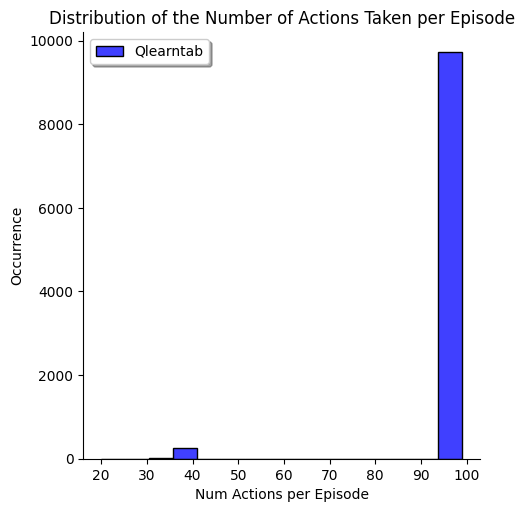 Distribution of the Number of Actions Taken per Episode
Qlearntab
10000
8000
6000
4000
2000
0
Occurrence
20 30 40 50 60 70 80 90 100
Num Actions per Episode